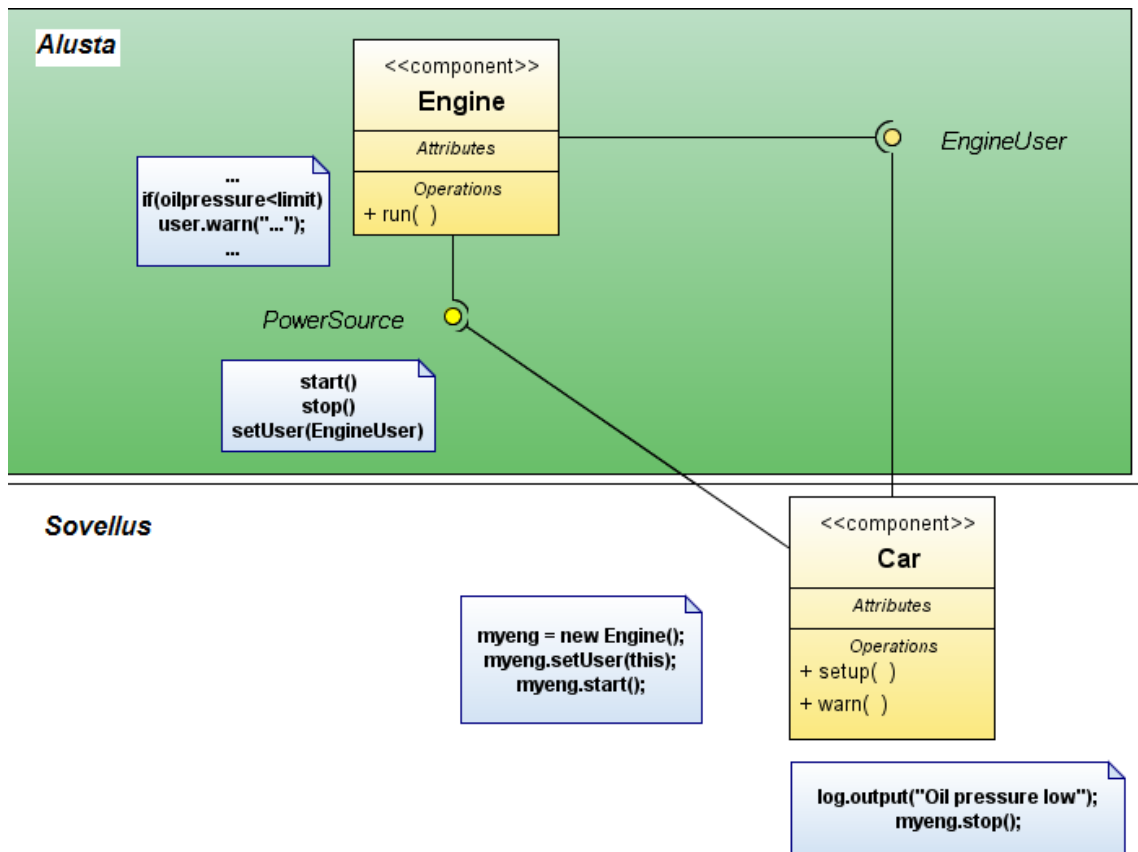 Alusta
<<component>>
Engine
Attributes
Operations
+ run( )
EngineUser
...
if(oilpressure<limit)
user.warn("...");
...
PowerSource
start()
stop()
setUser(EngineUser)
Sovellus
<<component>>
Car
Attributes
Operations
+ setup( )
+ warn( )
myeng = new Engine();
myeng.setUser(this);
myeng.start();
log.output("Oil pressure low");
myeng.stop();